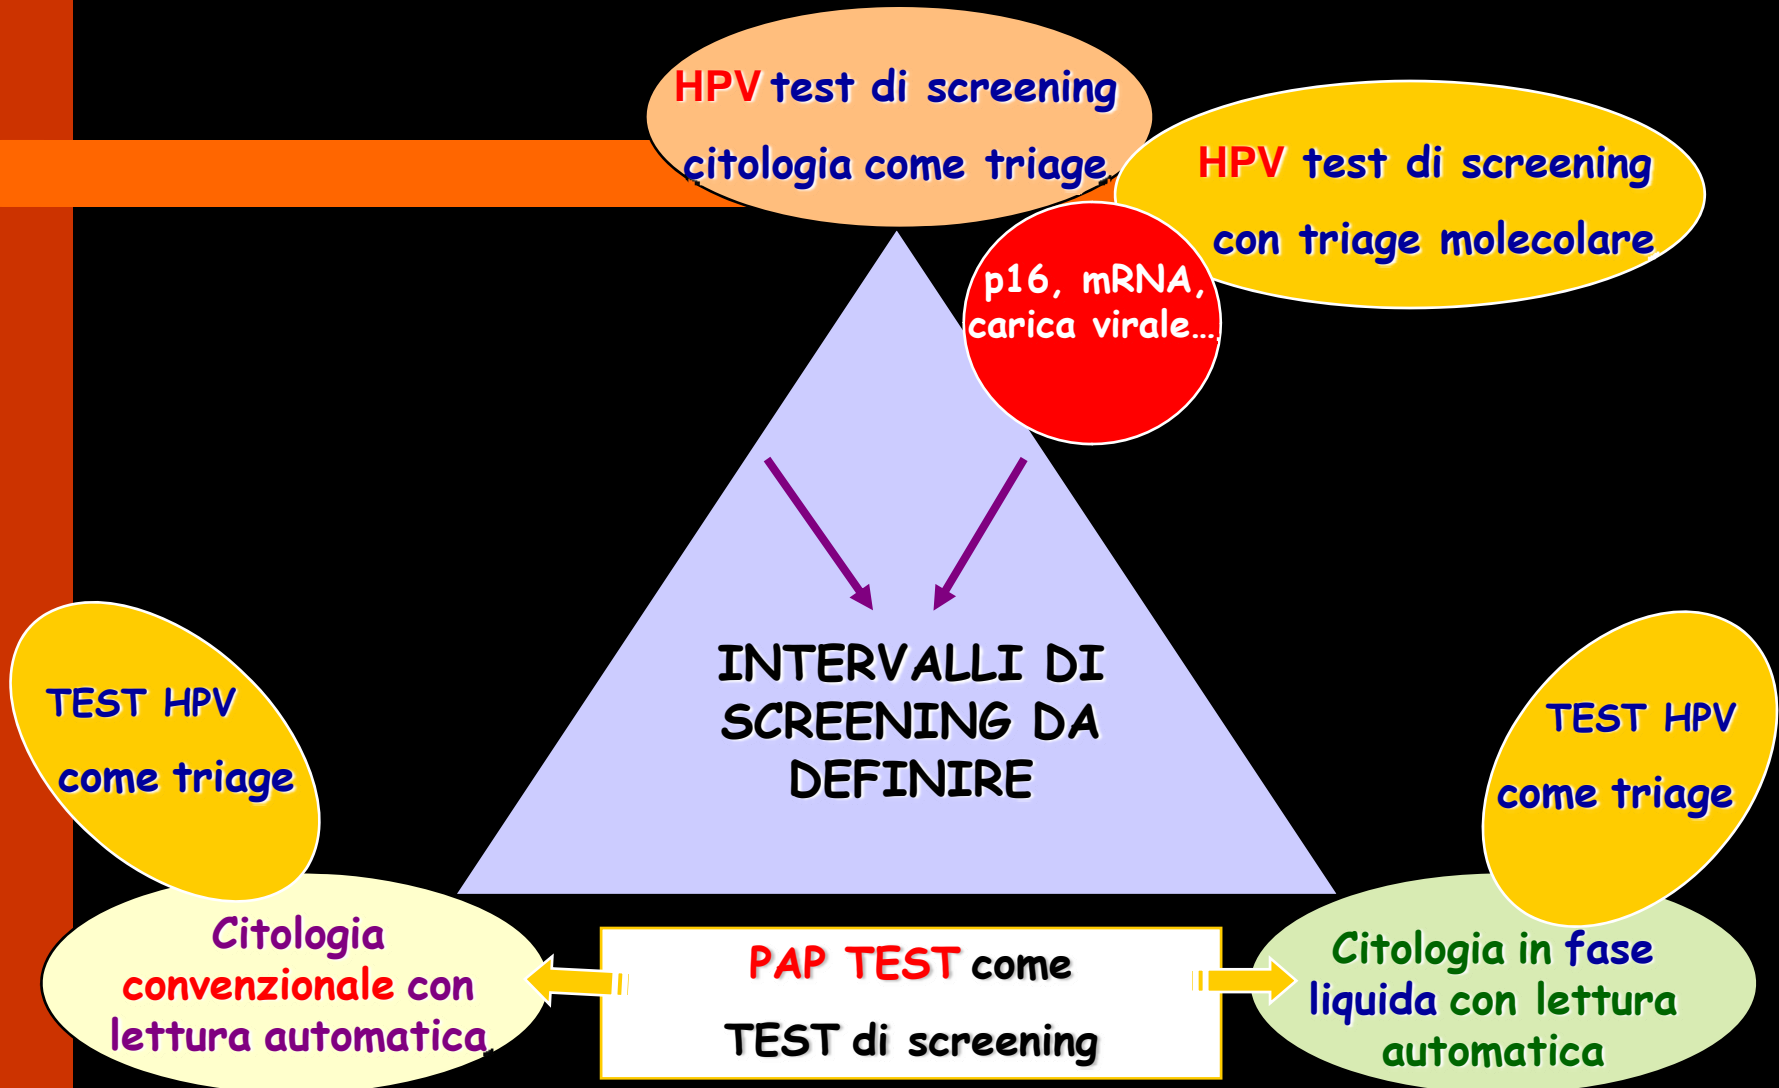 HPV test di screening
citologia come triage,
HPV test di screening
con triage molecolare
p16, mRNA,
carica virale…
INTERVALLI DI
SCREENING DA
DEFINIRE
TEST HPV
come triage
TEST HPV
come triage
Citologia
convenzionale con
lettura automatica,
PAP TEST come
TEST di screening
Citologia in fase
liquida con lettura
automatica